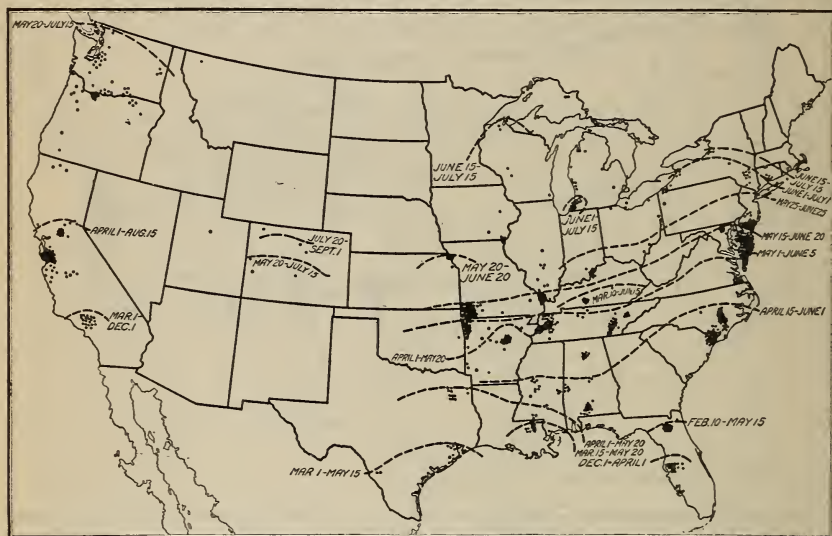 MAY 20-JULY 15
JUNE 15-
JULY 15
JUNE 15-
JULY 15
JUNE 1-JULY 1
MAY 25-JUNE 25
JUNE 1-
JULY 15
APRIL 1-AUG. 15
JULY 20-
SEPT. 1
MAY 20-JULY 15
MAY 20-
JUNE 20
MAY 15-JUNE 20
MAY 1-JUNE 5
MAR.1-
DEC.1
APRIL 15-JUNE 1
APRIL 1-MAY 20
FEB. 10-MAY 15
APRIL 1-MAY 20
MAR 15-MAY 20
DEC. 1-APRIL 1
MAR 1-MAY 15